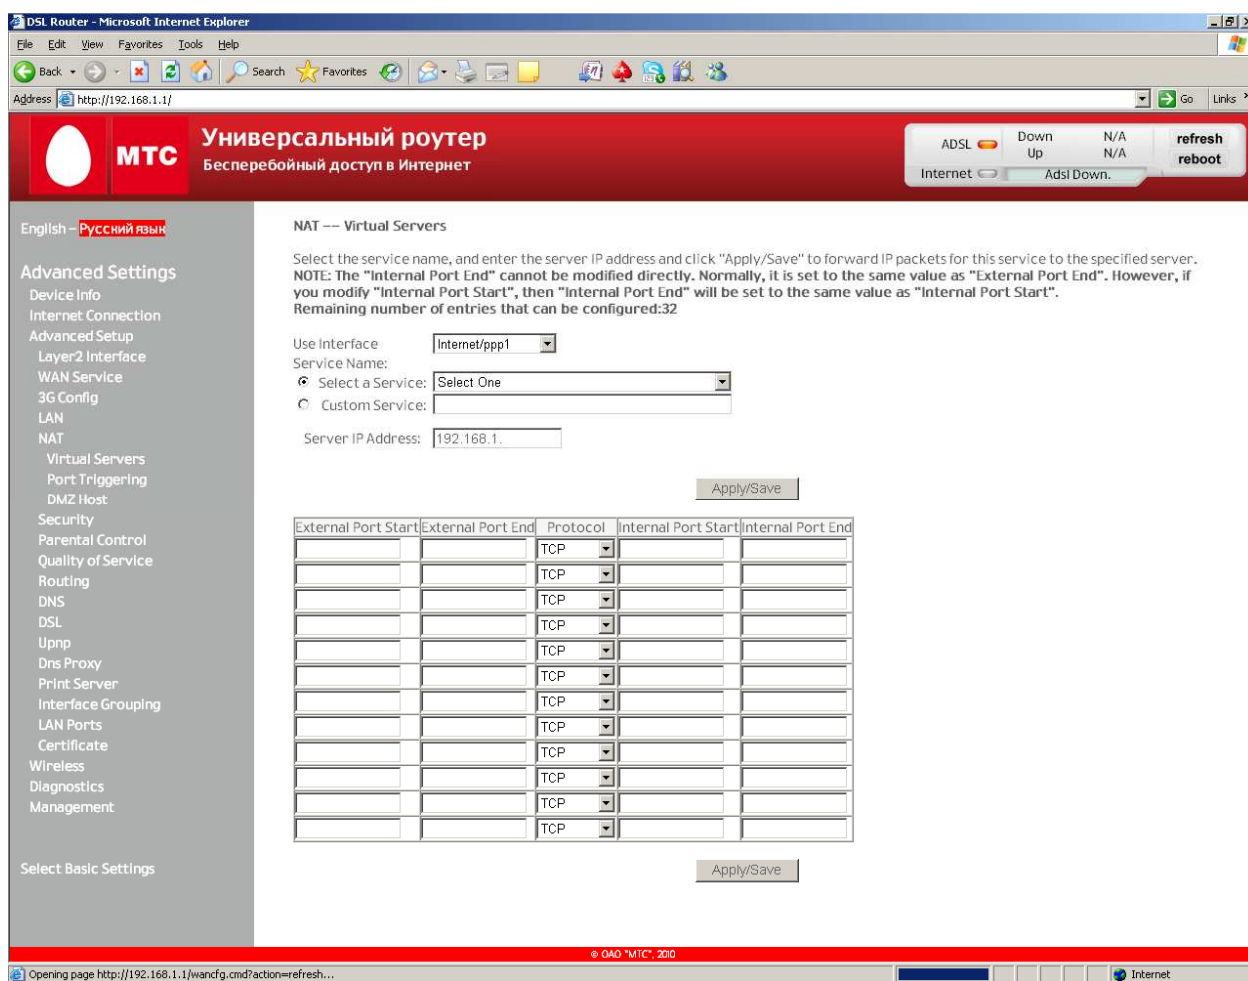 DSL Router - Microsoft Internet Explorer
File Edit View Favorites Tools Help
Back Search Favorites
Address http://192.168.1.1/ Go Links
МТС
Универсальный роутер
Бесперебойный доступ в Интернет
ADSL Down N/A
Up N/A
Internet Adsl Down.
refresh
reboot
English – Русский язык
Advanced Settings
Device Info
Internet Connection
Advanced Setup
Layer2 Interface
WAN Service
3G Config
LAN
NAT
Virtual Servers
Port Triggering
DMZ Host
Security
Parental Control
Quality of Service
Routing
DNS
DSL
Upnp
Dns Proxy
Print Server
Interface Grouping
LAN Ports
Certificate
Wireless
Diagnostics
Management
Select Basic Settings
NAT -- Virtual Servers
Select the service name, and enter the server IP address and click "Apply/Save" to forward IP packets for this service to the specified server.
NOTE: The "Internal Port End" cannot be modified directly. Normally, it is set to the same value as "External Port End". However, if
you modify "Internal Port Start", then "Internal Port End" will be set to the same value as "Internal Port Start".
Remaining number of entries that can be configured:32
Use Interface Internet/ppp1
Service Name:
Select a Service: Select One
Custom Service:
Server IP Address: 192.168.1.
Apply/Save
External Port Start External Port End Protocol Internal Port Start Internal Port End
TCP
TCP
TCP
TCP
TCP
TCP
TCP
TCP
TCP
TCP
TCP
TCP
Apply/Save
© ОАО "МТС", 2010
Opening page http://192.168.1.1/wancfg.cmd?action=refresh... Internet